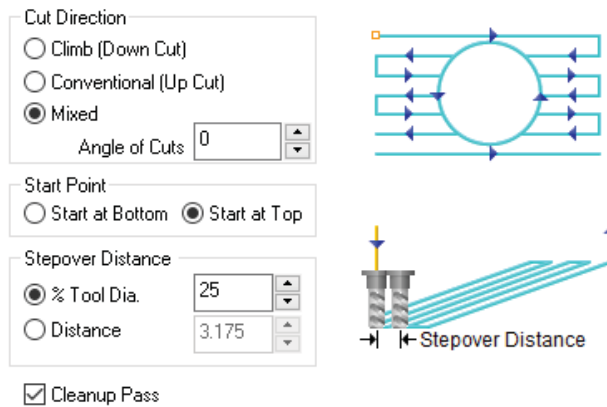 Cut Direction
Climb (Down Cut)
Conventional (Up Cut)
Mixed
Angle of Cuts 0
Start Point
Start at Bottom Start at Top
Stepover Distance
% Tool Dia. 25
Distance 3.175
Stepover Distance
Cleanup Pass